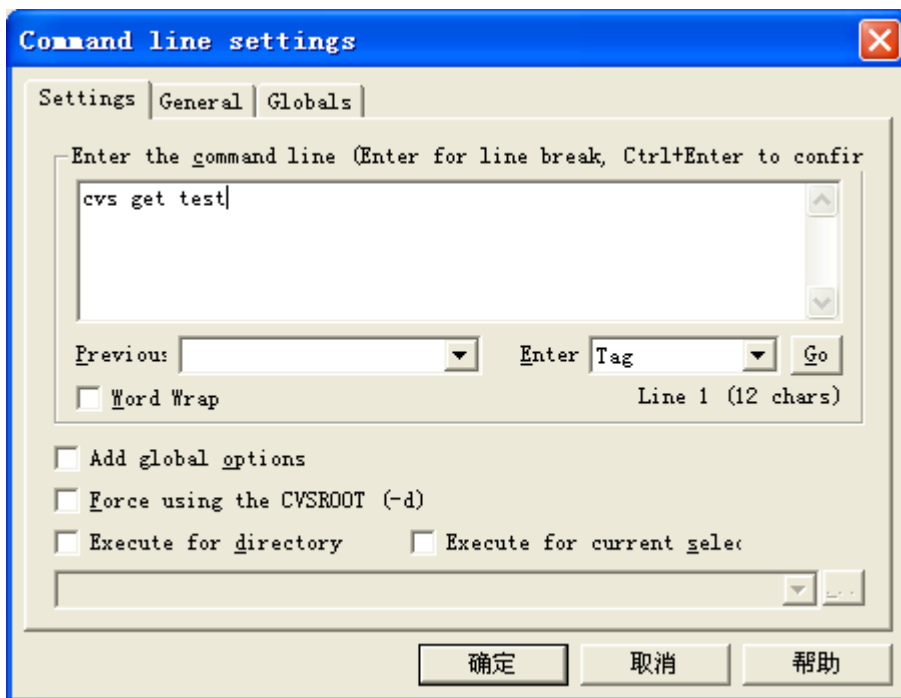 Command line settings
Settings General Globals
Enter the command line (Enter for line break, Ctrl+Enter to confir
cvs get test
Previous Enter Tag Go
Word Wrap Line 1 (12 chars)
Add global options
Force using the CVSROOT (-d)
Execute for directory Execute for current selec
...
确定 取消 帮助